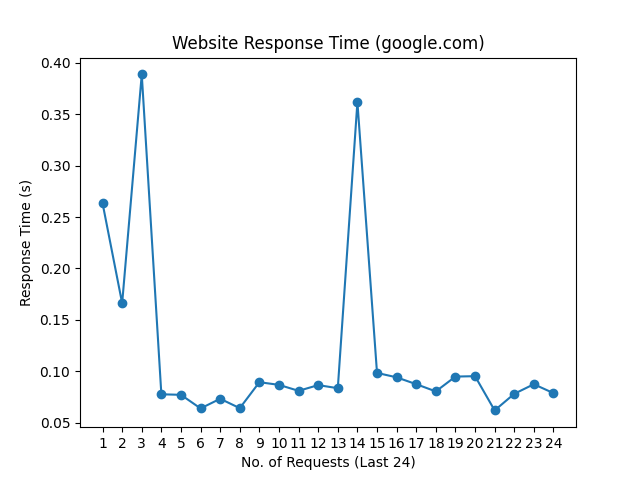 Website Response Time (google.com)
0.40
0.35
0.30
0.25
0.20
0.15
0.10
0.05
Response Time (s)
1 2 3 4 5 6 7 8 9 10 11 12 13 14 15 16 17 18 19 20 21 22 23 24
No. of Requests (Last 24)